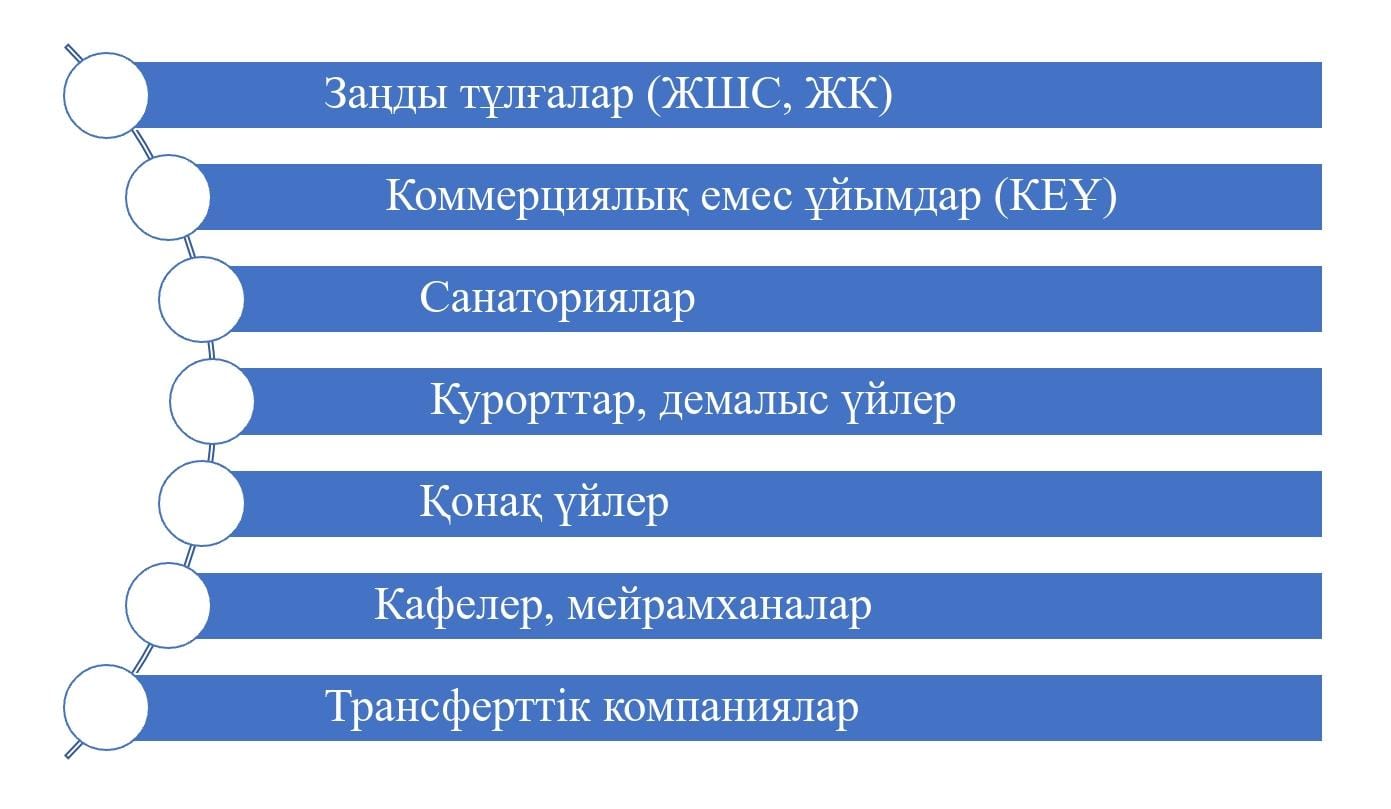 Заңды тұлғалар (ЖШС, ЖК)
Коммерциялық емес ұйымдар (КЕҰ)
Санаториялар
Курорттар, демалыс үйлер
Қонақ үйлер
Кафелер, мейрамханалар
Трансферттік компаниялар